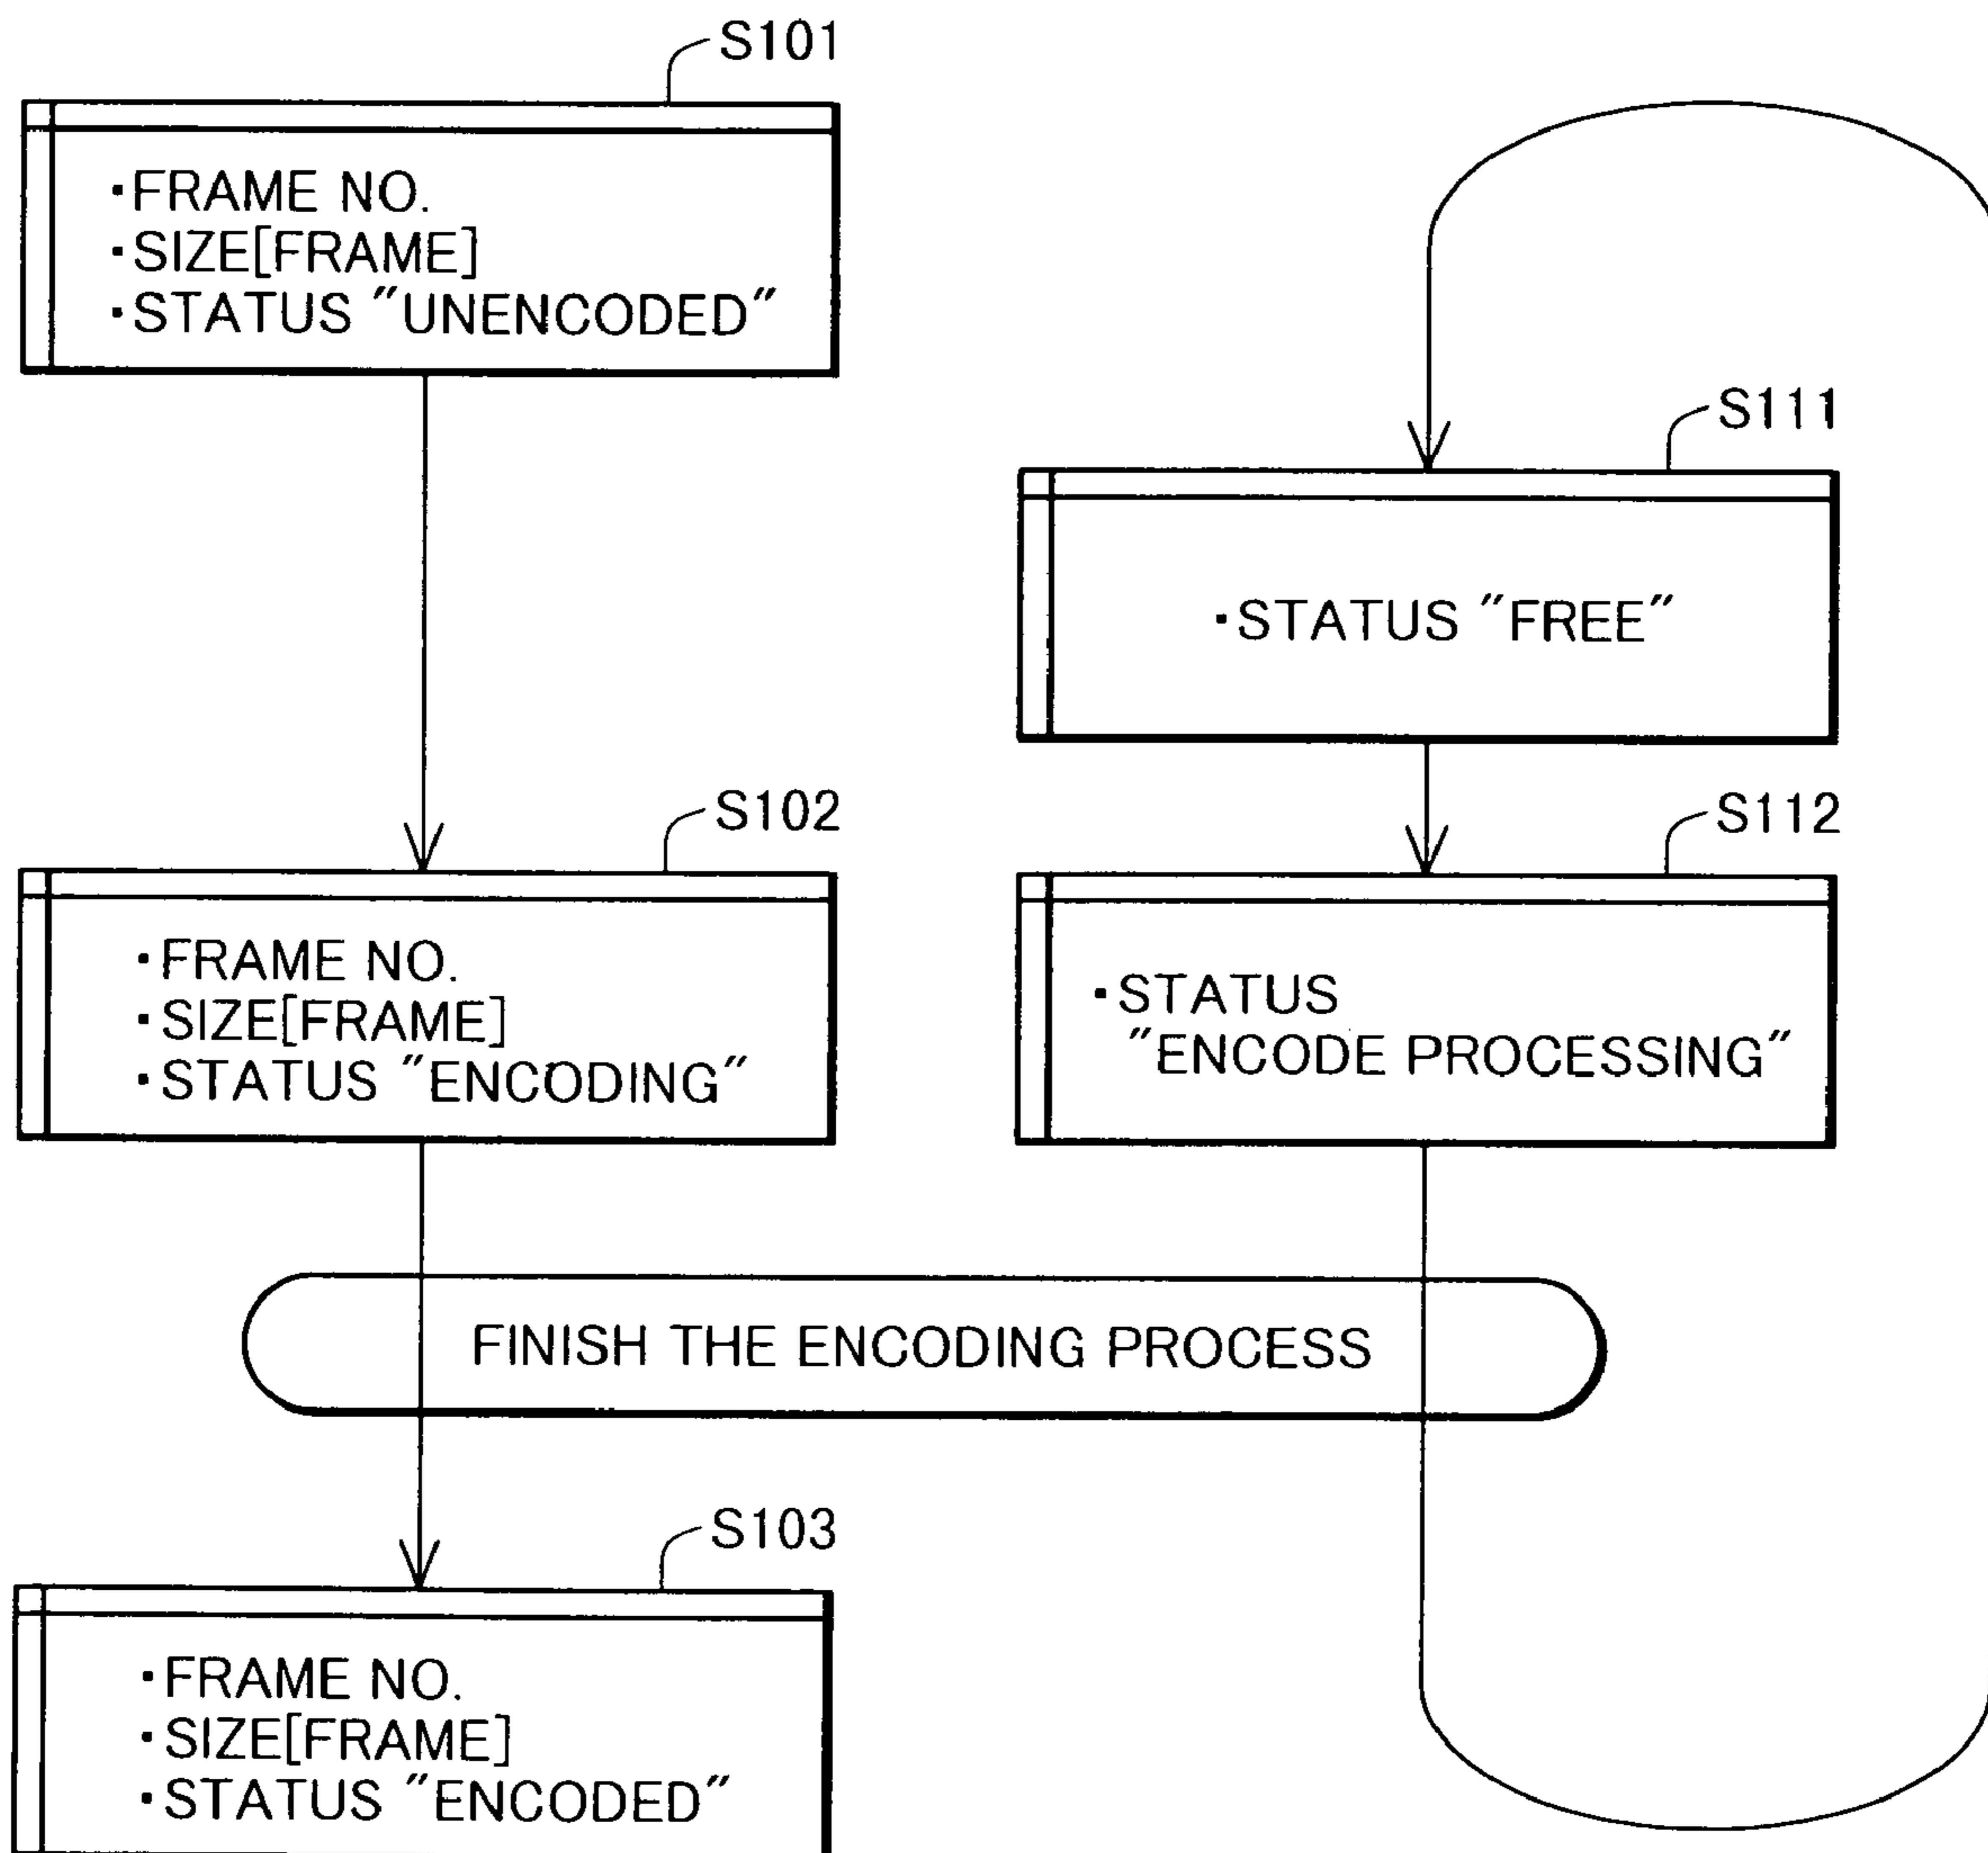 S101
・FRAME NO.
・SIZE[FRAME]
・STATUS "UNENCODED"
S111
・STATUS "FREE"
S102
・FRAME NO.
・SIZE[FRAME]
・STATUS "ENCODING"
S112
・STATUS
"ENCODE PROCESSING"
FINISH THE ENCODING PROCESS
S103
・FRAME NO.
・SIZE[FRAME]
・STATUS "ENCODED"